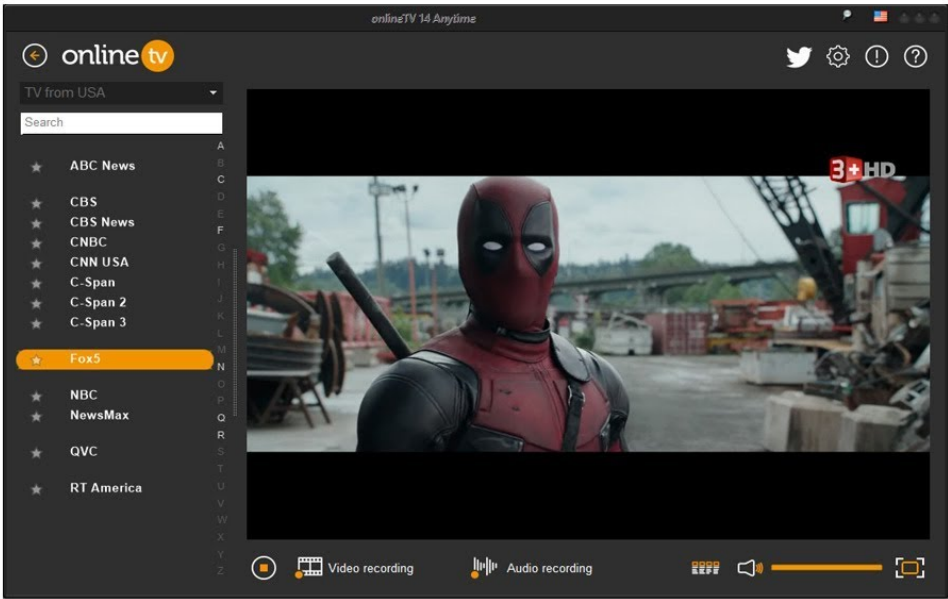 onlineTV 14 Anytime
online tv
TV from USA
Search
ABC News
CBS
CBS News
CNBC
CNN USA
C-Span
C-Span 2
C-Span 3
Fox5
NBC
NewsMax
QVC
RT America
A
B
C
D
E
F
G
H
I
J
K
L
M
N
O
P
Q
R
S
T
U
V
W
X
Y
Z
3+HD
Video recording
Audio recording